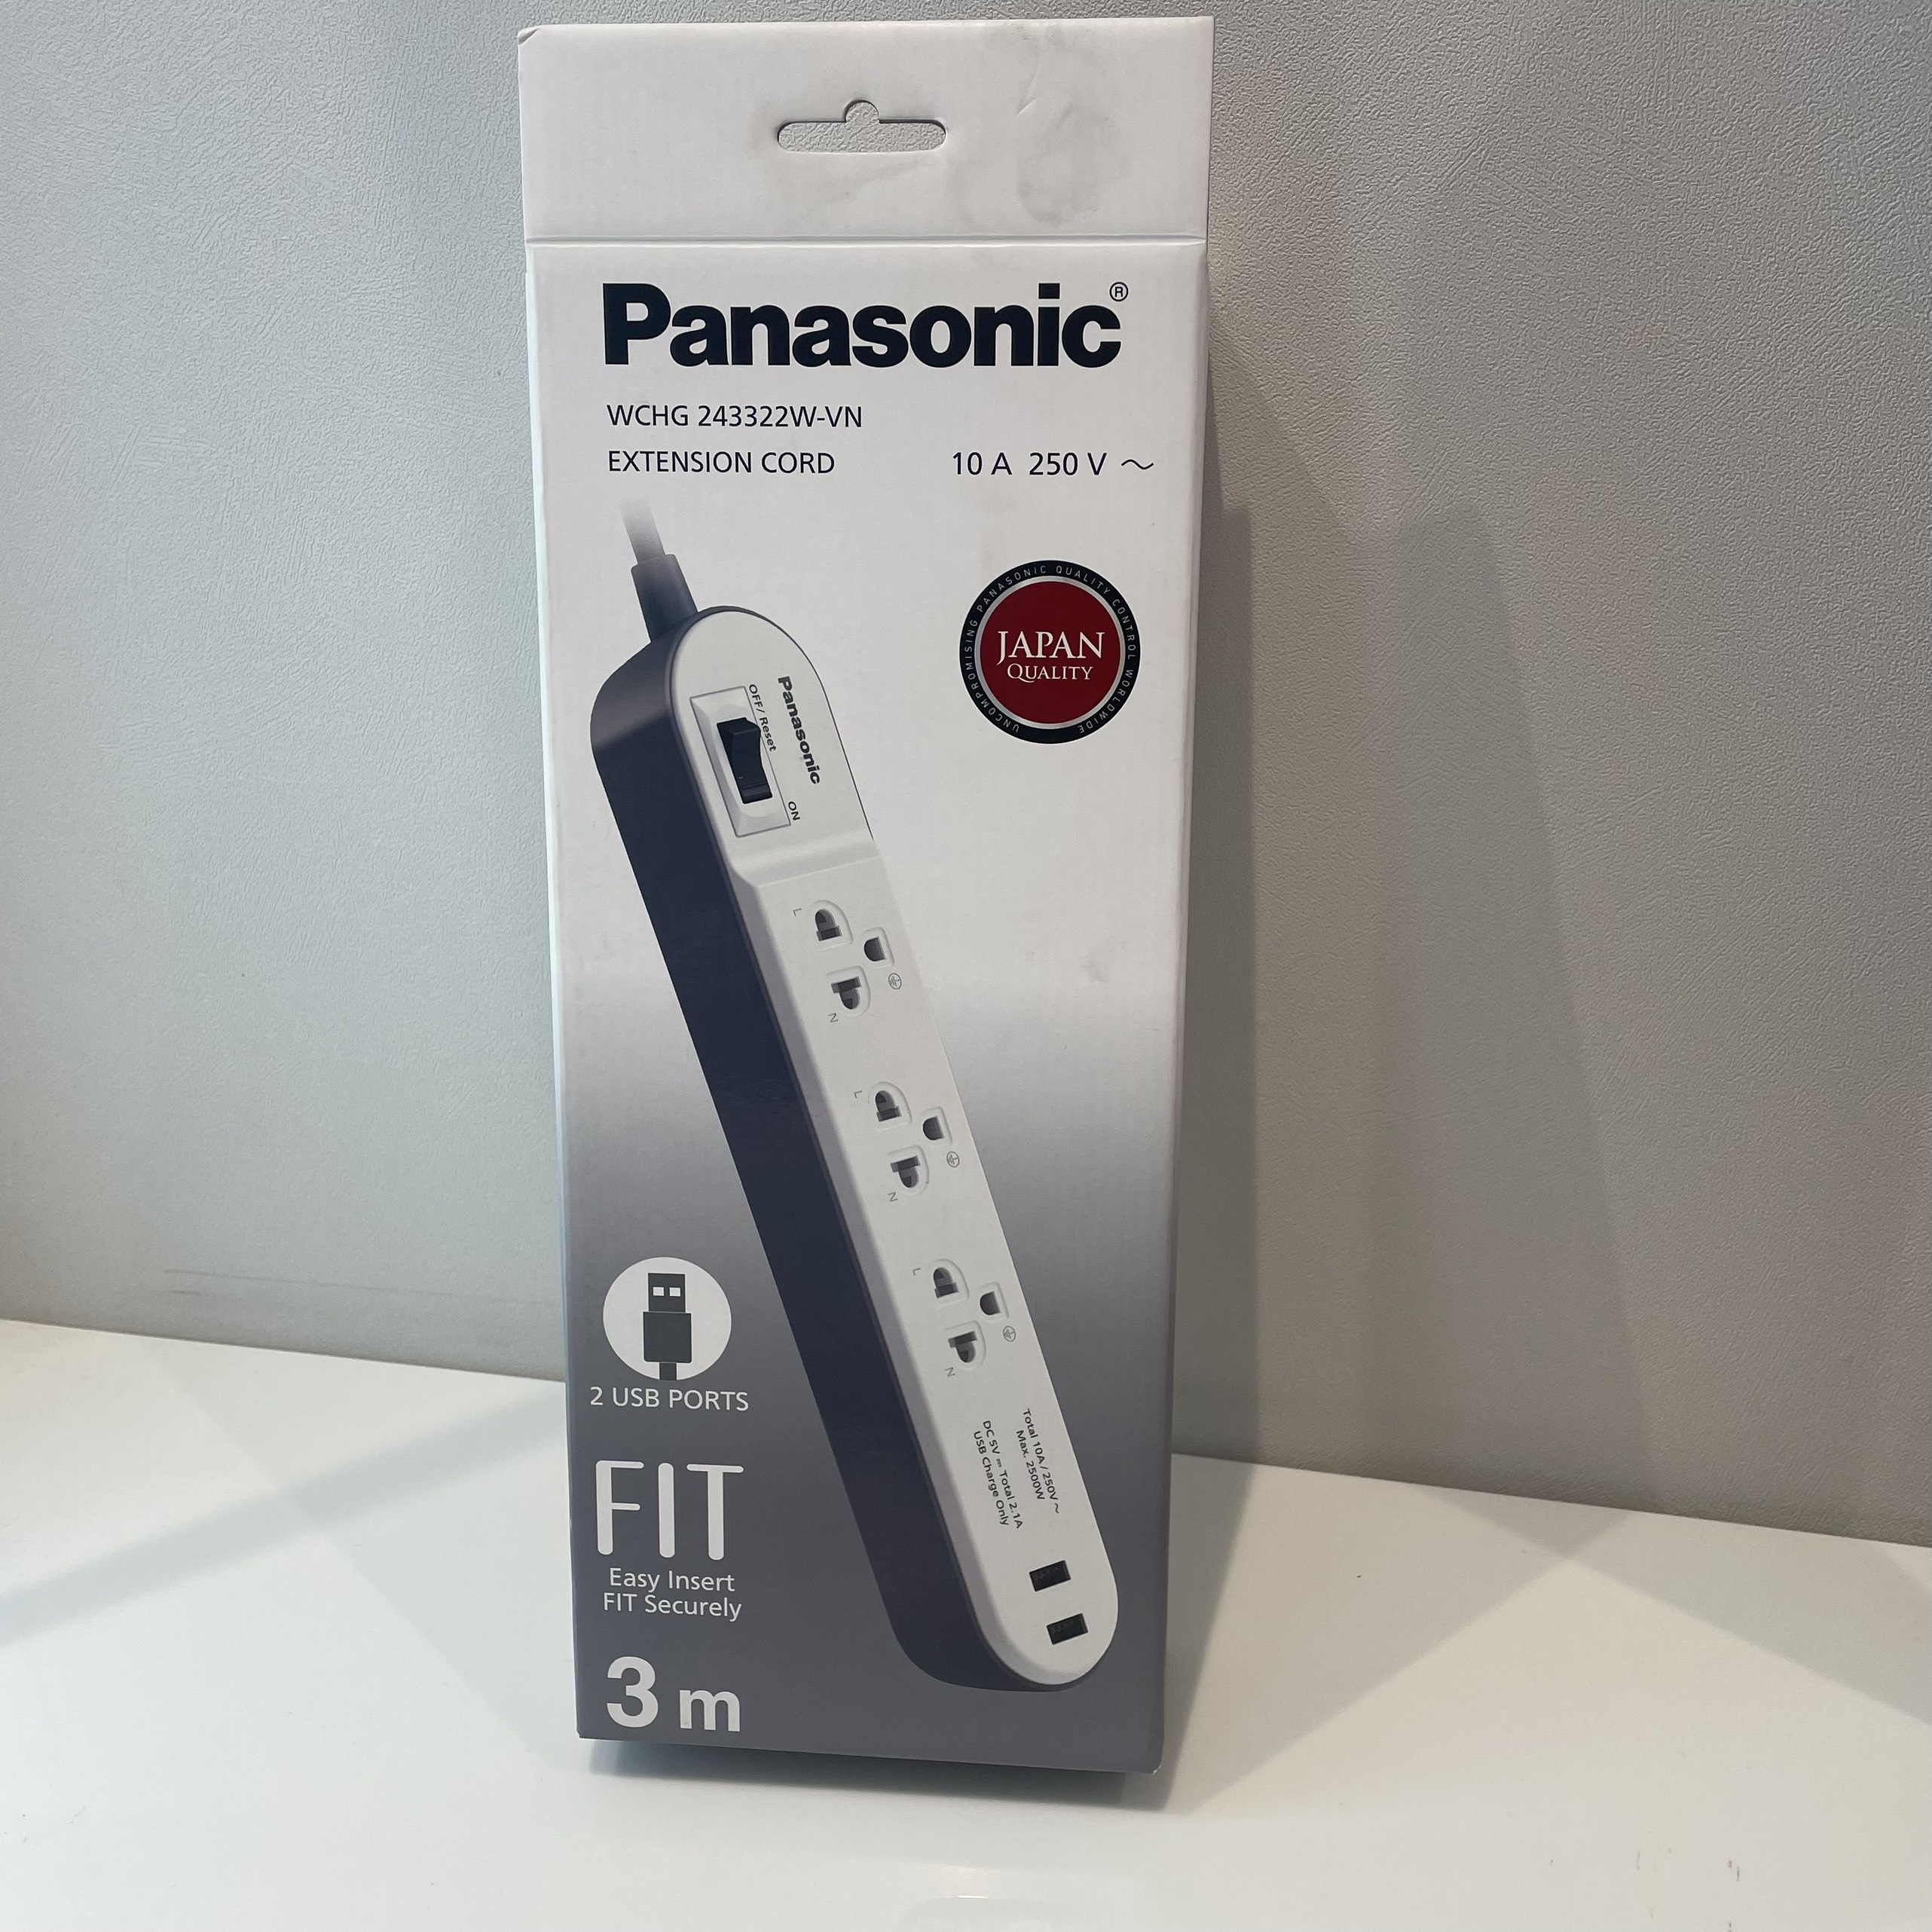 Panasonic®
WCHG 243322W-VN
EXTENSION CORD
10 A 250 V ~
UNCOMPROMISING PANASONIC QUALITY CONTROL WORLDWIDE
JAPAN
QUALITY
Panasonic
OFF/ Reset
ON
L
N
L
N
L
N
Total 10A / 250V ~
Max. 2500W
DC 5V ⎓ Total 2.1A
USB Charge Only
2 USB PORTS
FIT
Easy Insert
FIT Securely
3 m